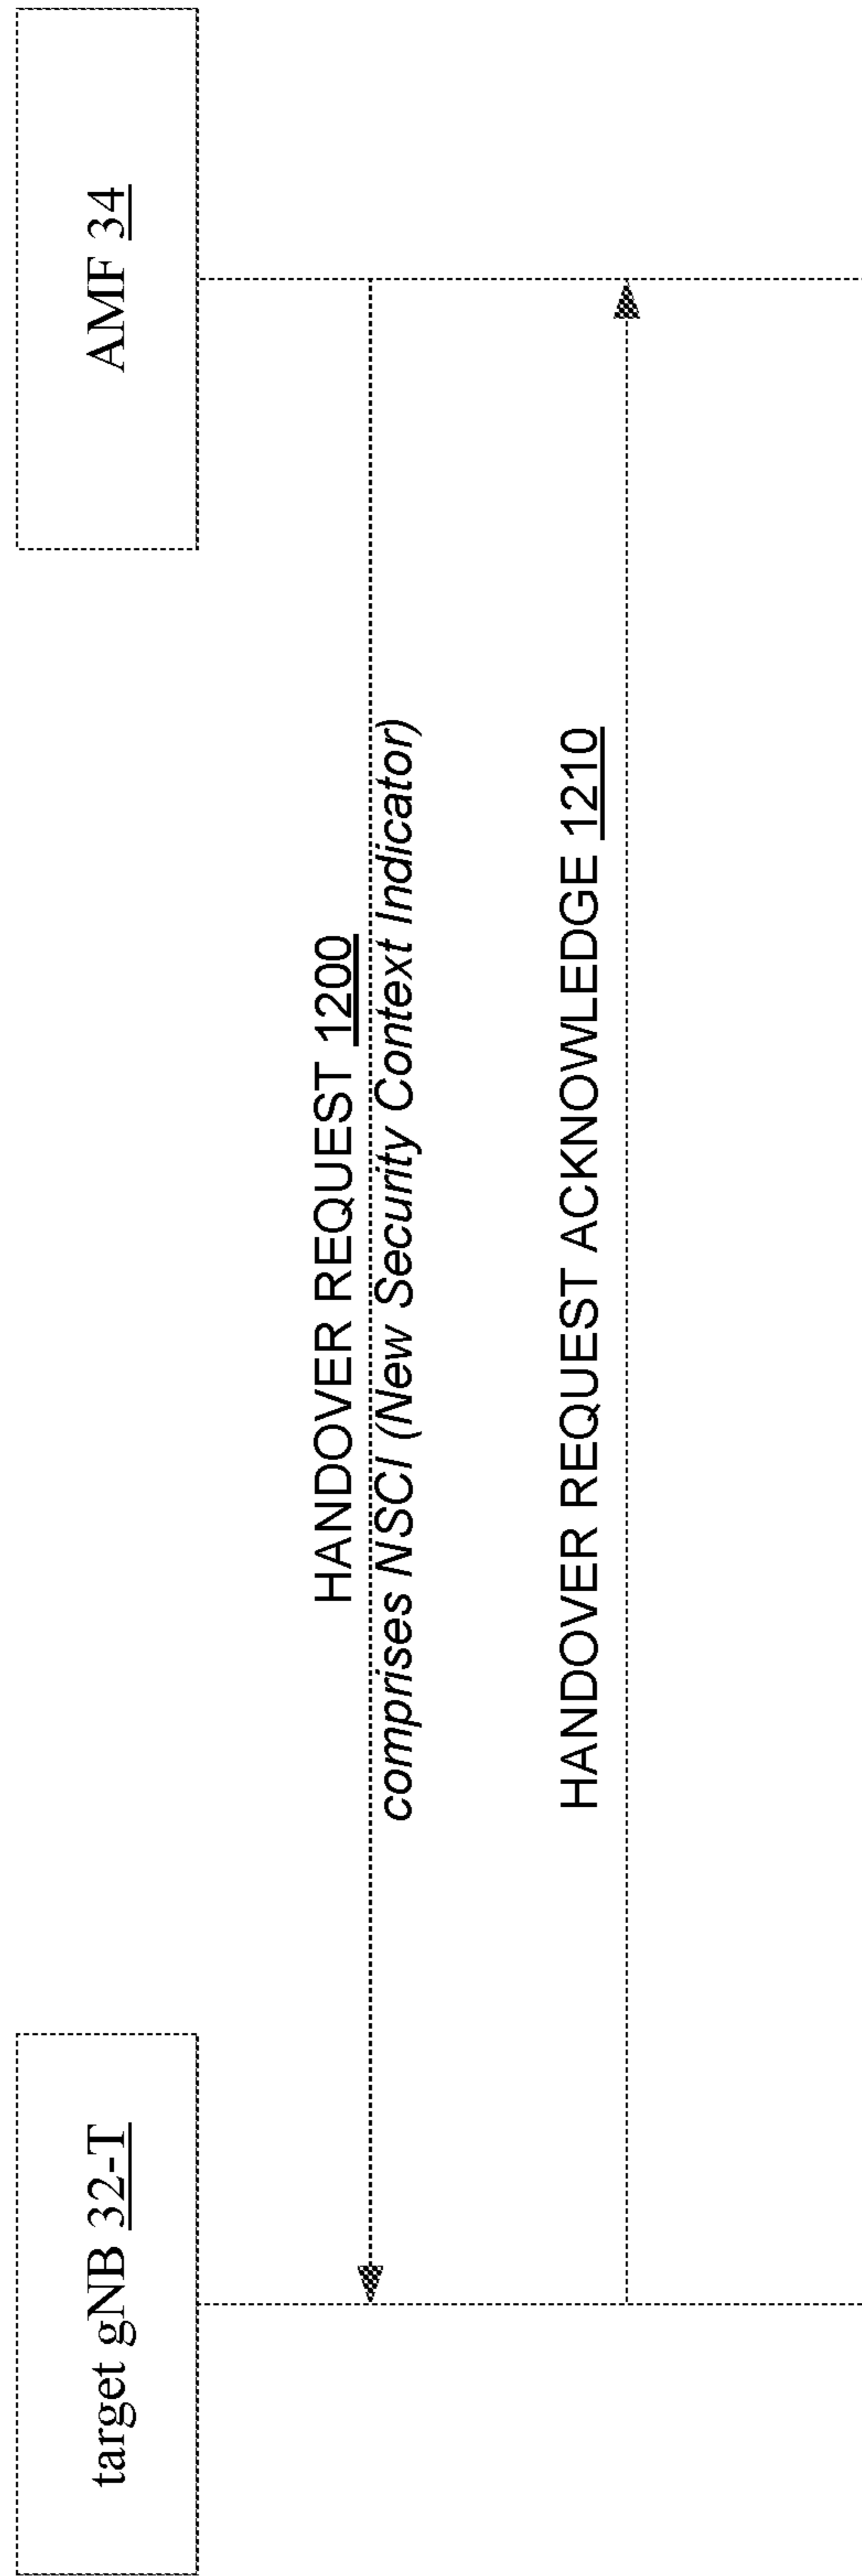 target gNB 32-T
AMF 34
HANDOVER REQUEST 1200
comprises NSCI (New Security Context Indicator)
HANDOVER REQUEST ACKNOWLEDGE 1210